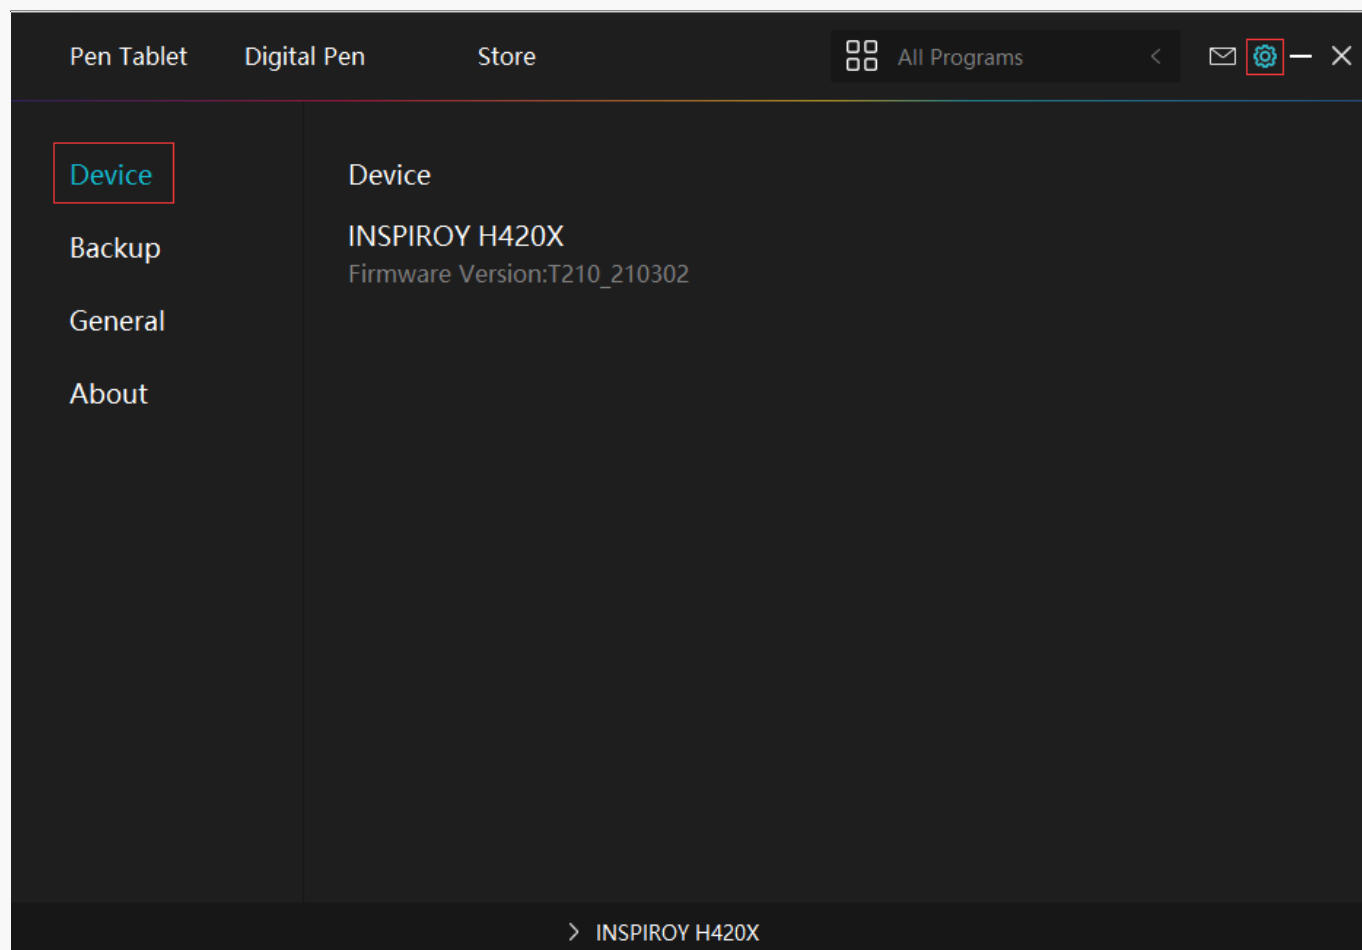 Pen Tablet Digital Pen Store All Programs
Device
Backup
General
About
Device
INSPIROY H420X
Firmware Version:T210_210302
INSPIROY H420X